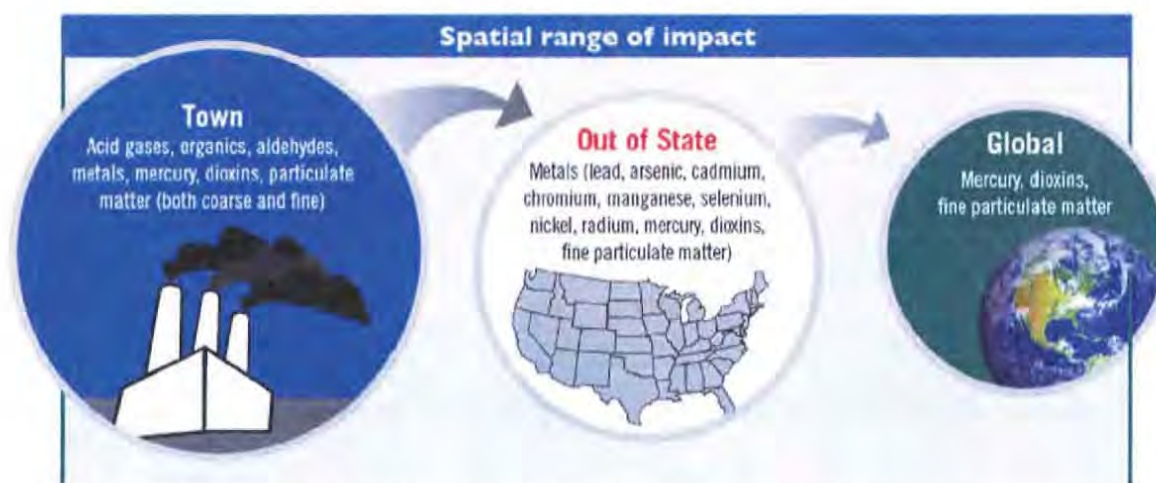 Spatial range of impact
Town
Acid gases, organics, aldehydes,
metals, mercury, dioxins, particulate
matter (both coarse and fine)
Out of State
Metals (lead, arsenic, cadmium,
chromium, manganese, selenium,
nickel, radium, mercury, dioxins,
fine particulate matter)
Global
Mercury, dioxins,
fine particulate matter